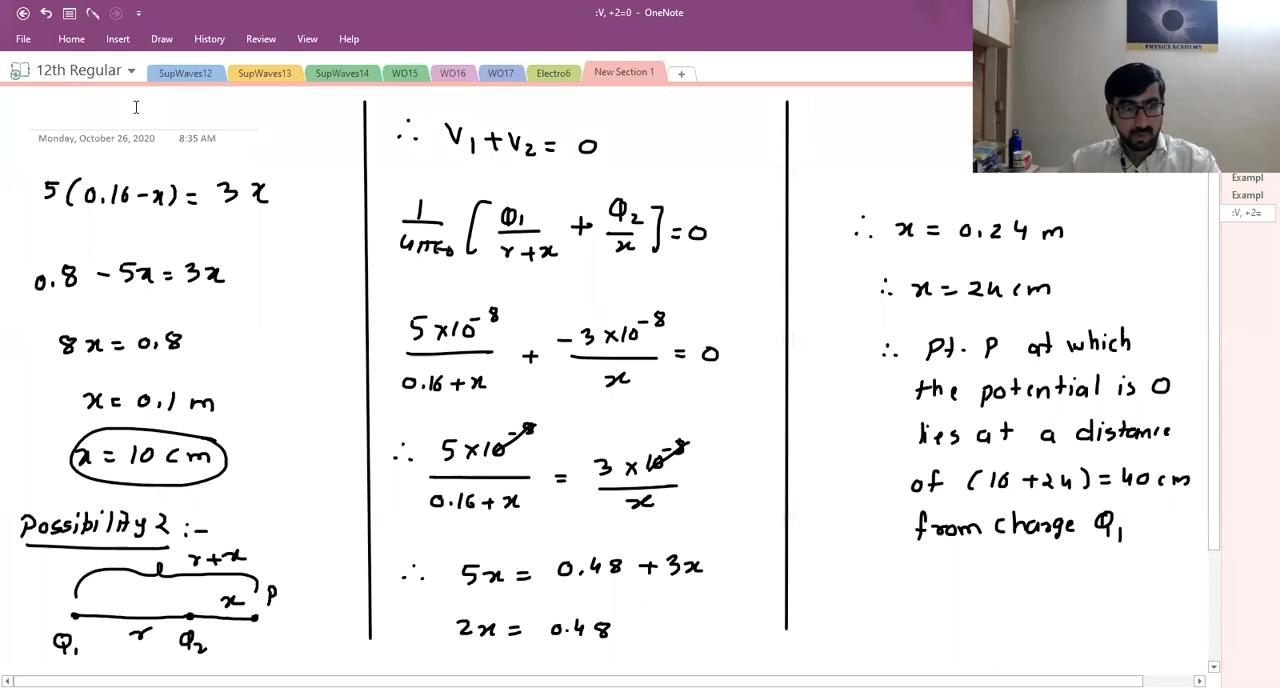 :V, +2=0 - OneNote
File Home Insert Draw History Review View Help
12th Regular SupWaves12 SupWaves13 SupWaves14 WO15 WO16 WO17 Electro6 New Section 1 +
PHYSICS ACADEMY
Exampl
Exampl
:V, +2=
Monday, October 26, 2020 8:35 AM
5(0.16-x) = 3x
0.8 - 5x = 3x
8x = 0.8
x = 0.1 m
x = 10 cm
Possibility 2 :-
r+x
x P
Q₁ r Q₂
∴ V₁+V₂ = 0
1/4πε₀ [Q₁/r+x + Q₂/x] = 0
5×10⁻⁸/0.16+x + -3×10⁻⁸/x = 0
∴ 5×10⁻⁸/0.16+x = 3×10⁻⁸/x
∴ 5x = 0.48 + 3x
2x = 0.48
∴ x = 0.24 m
∴ x = 24 cm
∴ Pt. P at which
the potential is 0
lies at a distance
of (16+24) = 40 cm
from charge Q₁